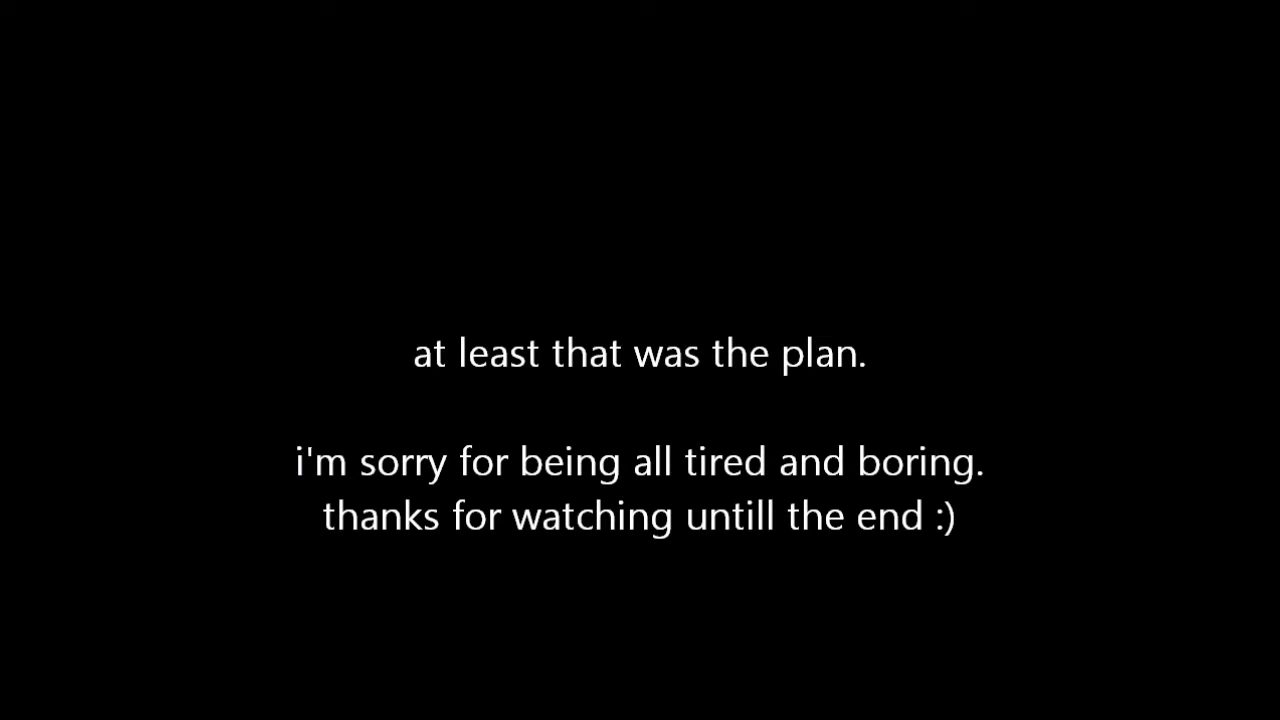 at least that was the plan.
i'm sorry for being all tired and boring.
thanks for watching untill the end :)